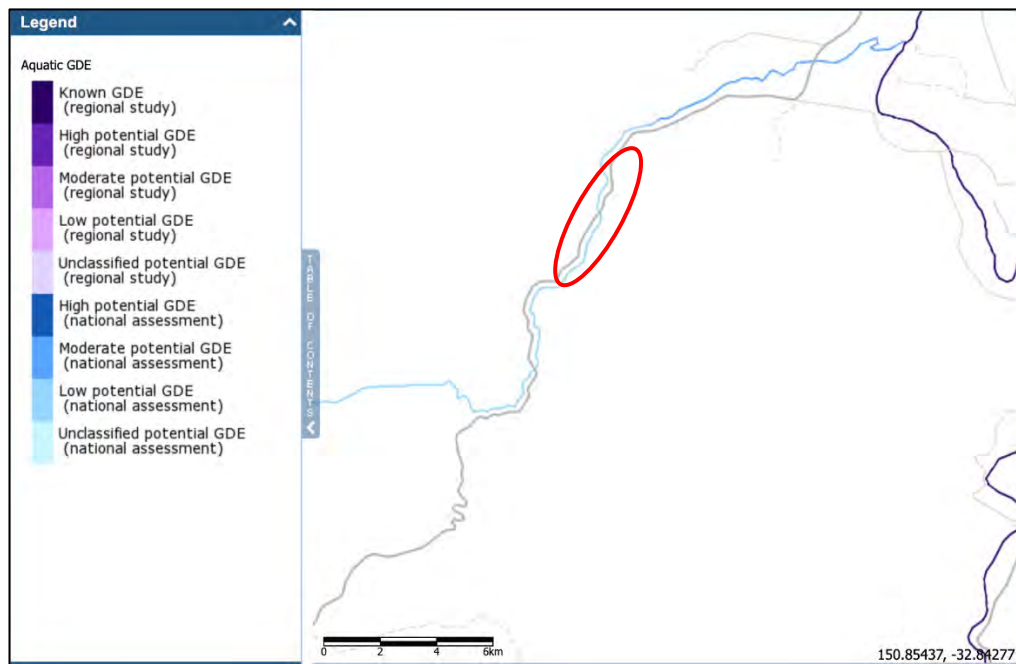 Legend
Aquatic GDE
Known GDE
(regional study)
High potential GDE
(regional study)
Moderate potential GDE
(regional study)
Low potential GDE
(regional study)
Unclassified potential GDE
(regional study)
High potential GDE
(national assessment)
Moderate potential GDE
(national assessment)
Low potential GDE
(national assessment)
Unclassified potential GDE
(national assessment)
TABLE OF CONTENTS
0 2 4 6km
150.85437, -32.84277